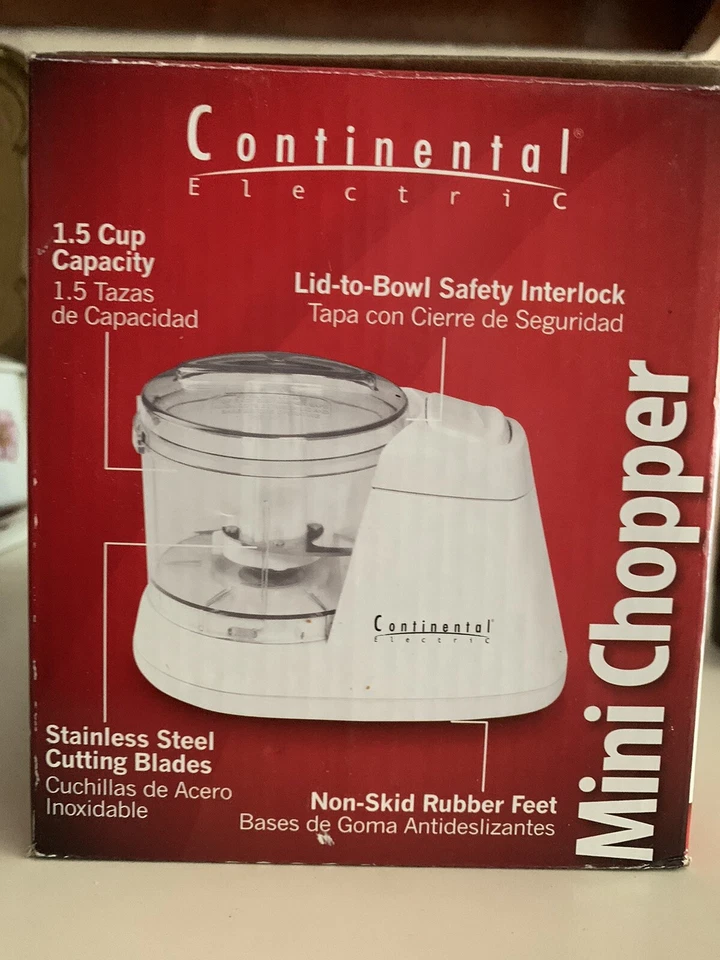 Continental®
Electric
1.5 Cup
Capacity
1.5 Tazas
de Capacidad
Lid-to-Bowl Safety Interlock
Tapa con Cierre de Seguridad
Mini Chopper
Continental
Electric
Stainless Steel
Cutting Blades
Cuchillas de Acero
Inoxidable
Non-Skid Rubber Feet
Bases de Goma Antideslizantes